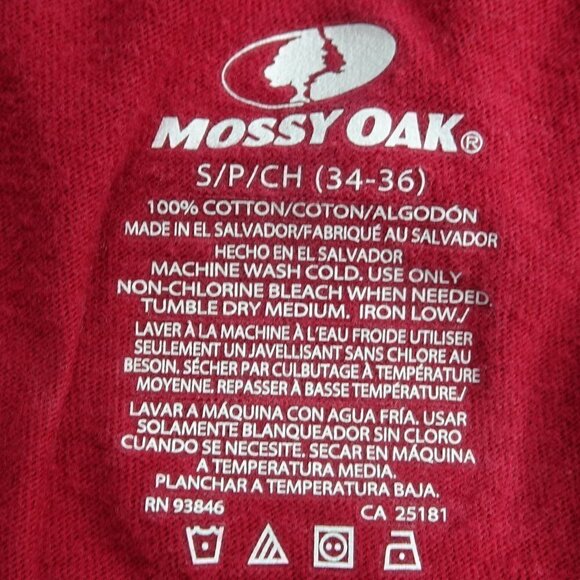 MOSSY OAK®
S/P/CH (34-36)
100% COTTON/COTON/ALGODÓN
MADE IN EL SALVADOR/FABRIQUÉ AU SALVADOR
HECHO EN EL SALVADOR
MACHINE WASH COLD. USE ONLY
NON-CHLORINE BLEACH WHEN NEEDED.
TUMBLE DRY MEDIUM. IRON LOW./
LAVER À LA MACHINE À L'EAU FROIDE UTILISER
SEULEMENT UN JAVELLISANT SANS CHLORE AU
BESOIN. SÉCHER PAR CULBUTAGE À TEMPÉRATURE
MOYENNE. REPASSER À BASSE TEMPÉRATURE./
LAVAR A MÁQUINA CON AGUA FRÍA. USAR
SOLAMENTE BLANQUEADOR SIN CLORO
CUANDO SE NECESITE. SECAR EN MÁQUINA
A TEMPERATURA MEDIA.
PLANCHAR A TEMPERATURA BAJA.
RN 93846 CA 25181